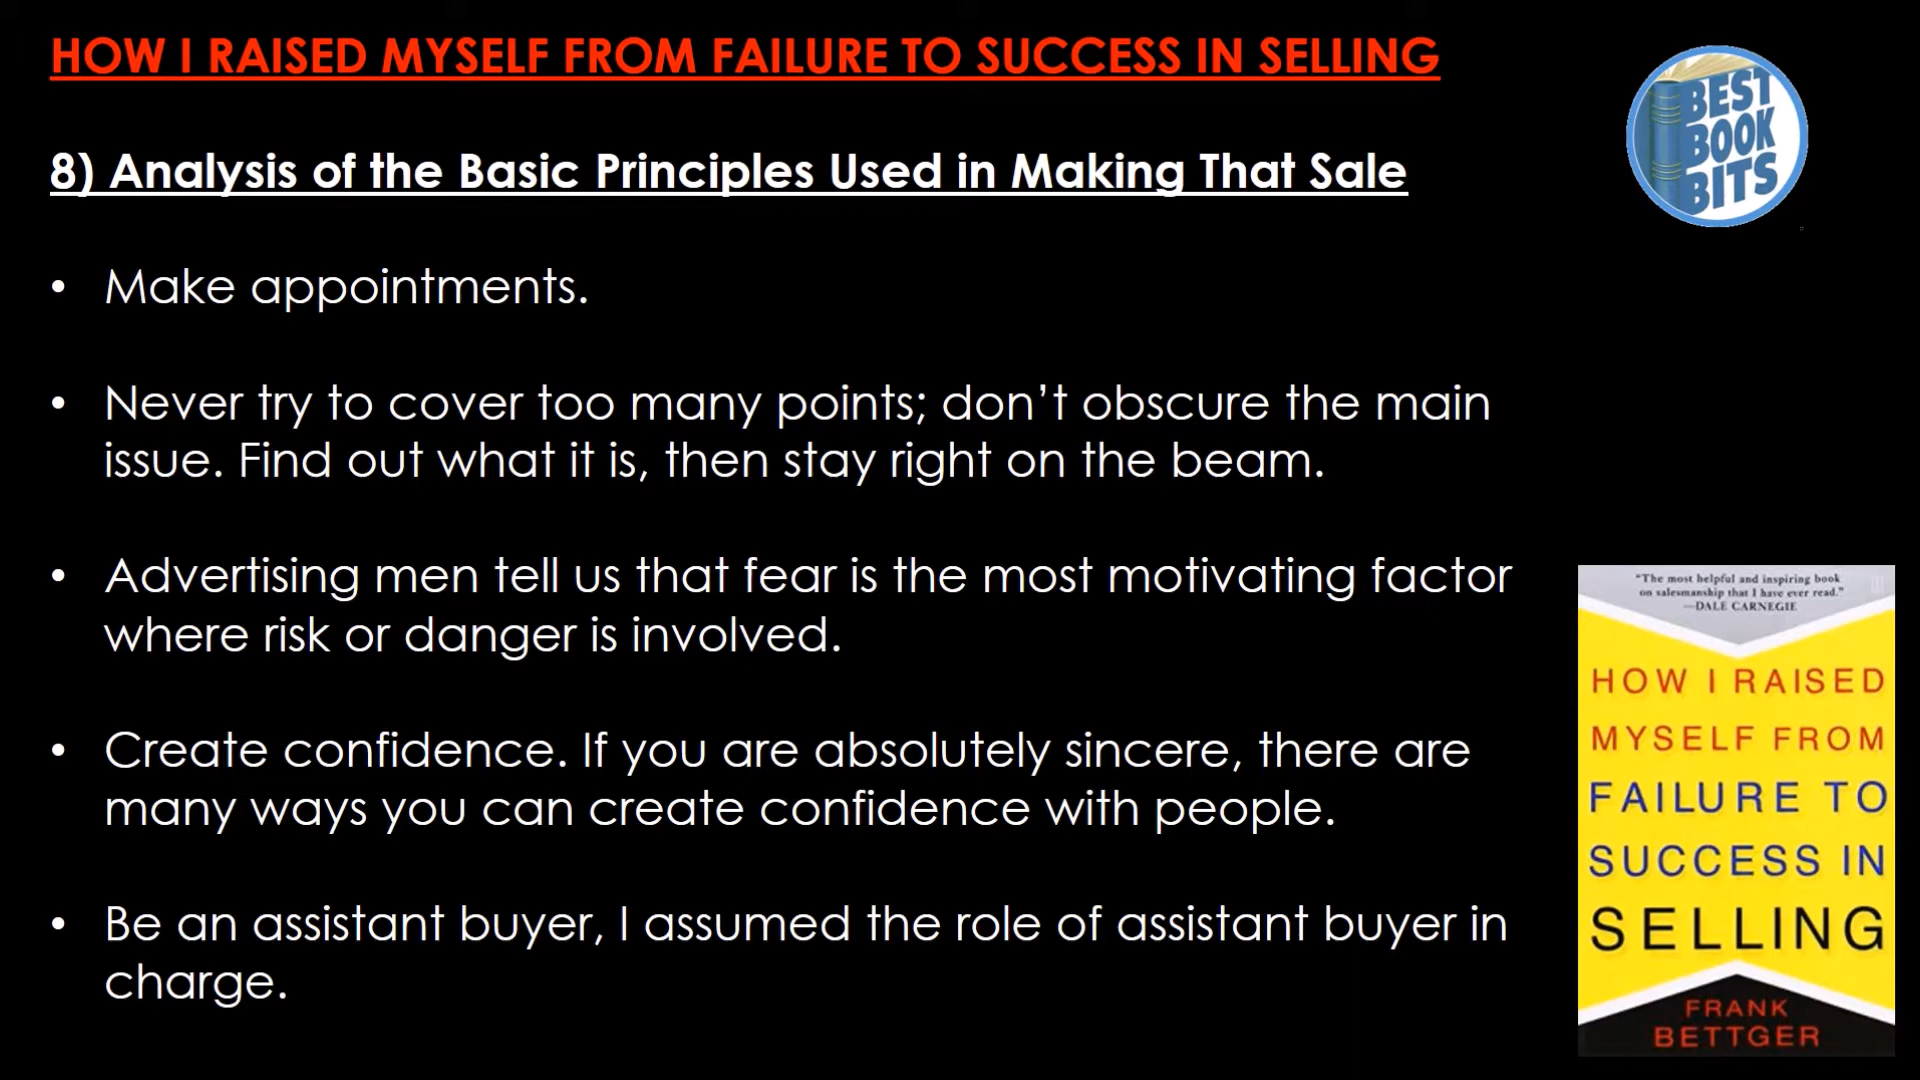 HOW I RAISED MYSELF FROM FAILURE TO SUCCESS IN SELLING
8) Analysis of the Basic Principles Used in Making That Sale
• Make appointments.
• Never try to cover too many points; don’t obscure the main
issue. Find out what it is, then stay right on the beam.
• Advertising men tell us that fear is the most motivating factor
where risk or danger is involved.
• Create confidence. If you are absolutely sincere, there are
many ways you can create confidence with people.
• Be an assistant buyer, I assumed the role of assistant buyer in
charge.
BEST
BOOK
BITS
“The most helpful and inspiring book
on salesmanship that I have ever read.”
—DALE CARNEGIE
HOW I RAISED
MYSELF FROM
FAILURE TO
SUCCESS IN
SELLING
FRANK
BETTGER